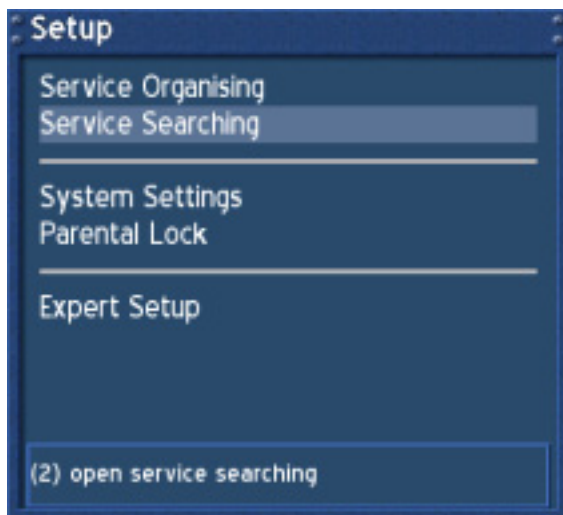 Setup
Service Organising
Service Searching
System Settings
Parental Lock
Expert Setup
(2) open service searching